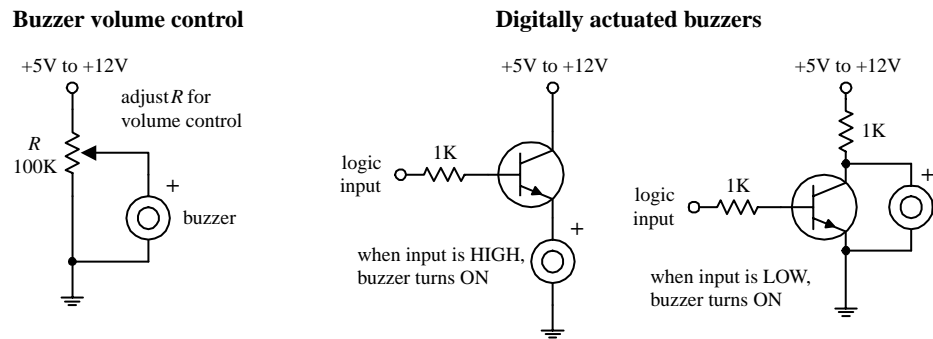 Buzzer volume control
+5V to +12V
adjust R for
volume control
R
100K
+
buzzer
Digitally actuated buzzers
+5V to +12V
1K
logic
input
+
when input is HIGH,
buzzer turns ON
+5V to +12V
1K
+
1K
logic
input
when input is LOW,
buzzer turns ON